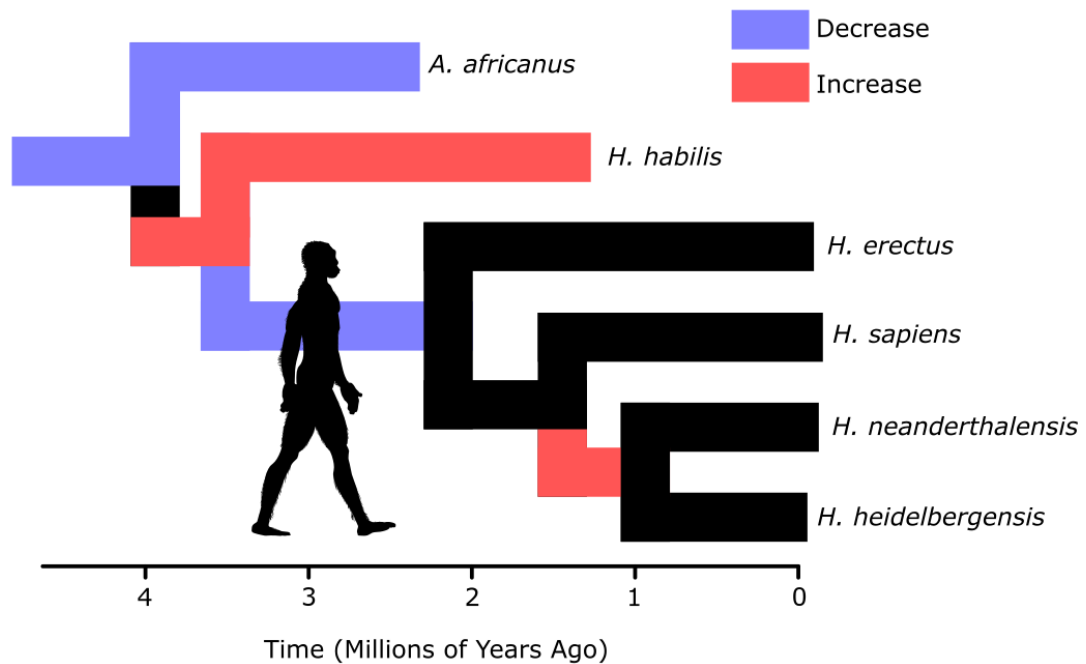 Decrease
Increase
A. africanus
H. habilis
H. erectus
H. sapiens
H. neanderthalensis
H. heidelbergensis
4 3 2 1 0
Time (Millions of Years Ago)